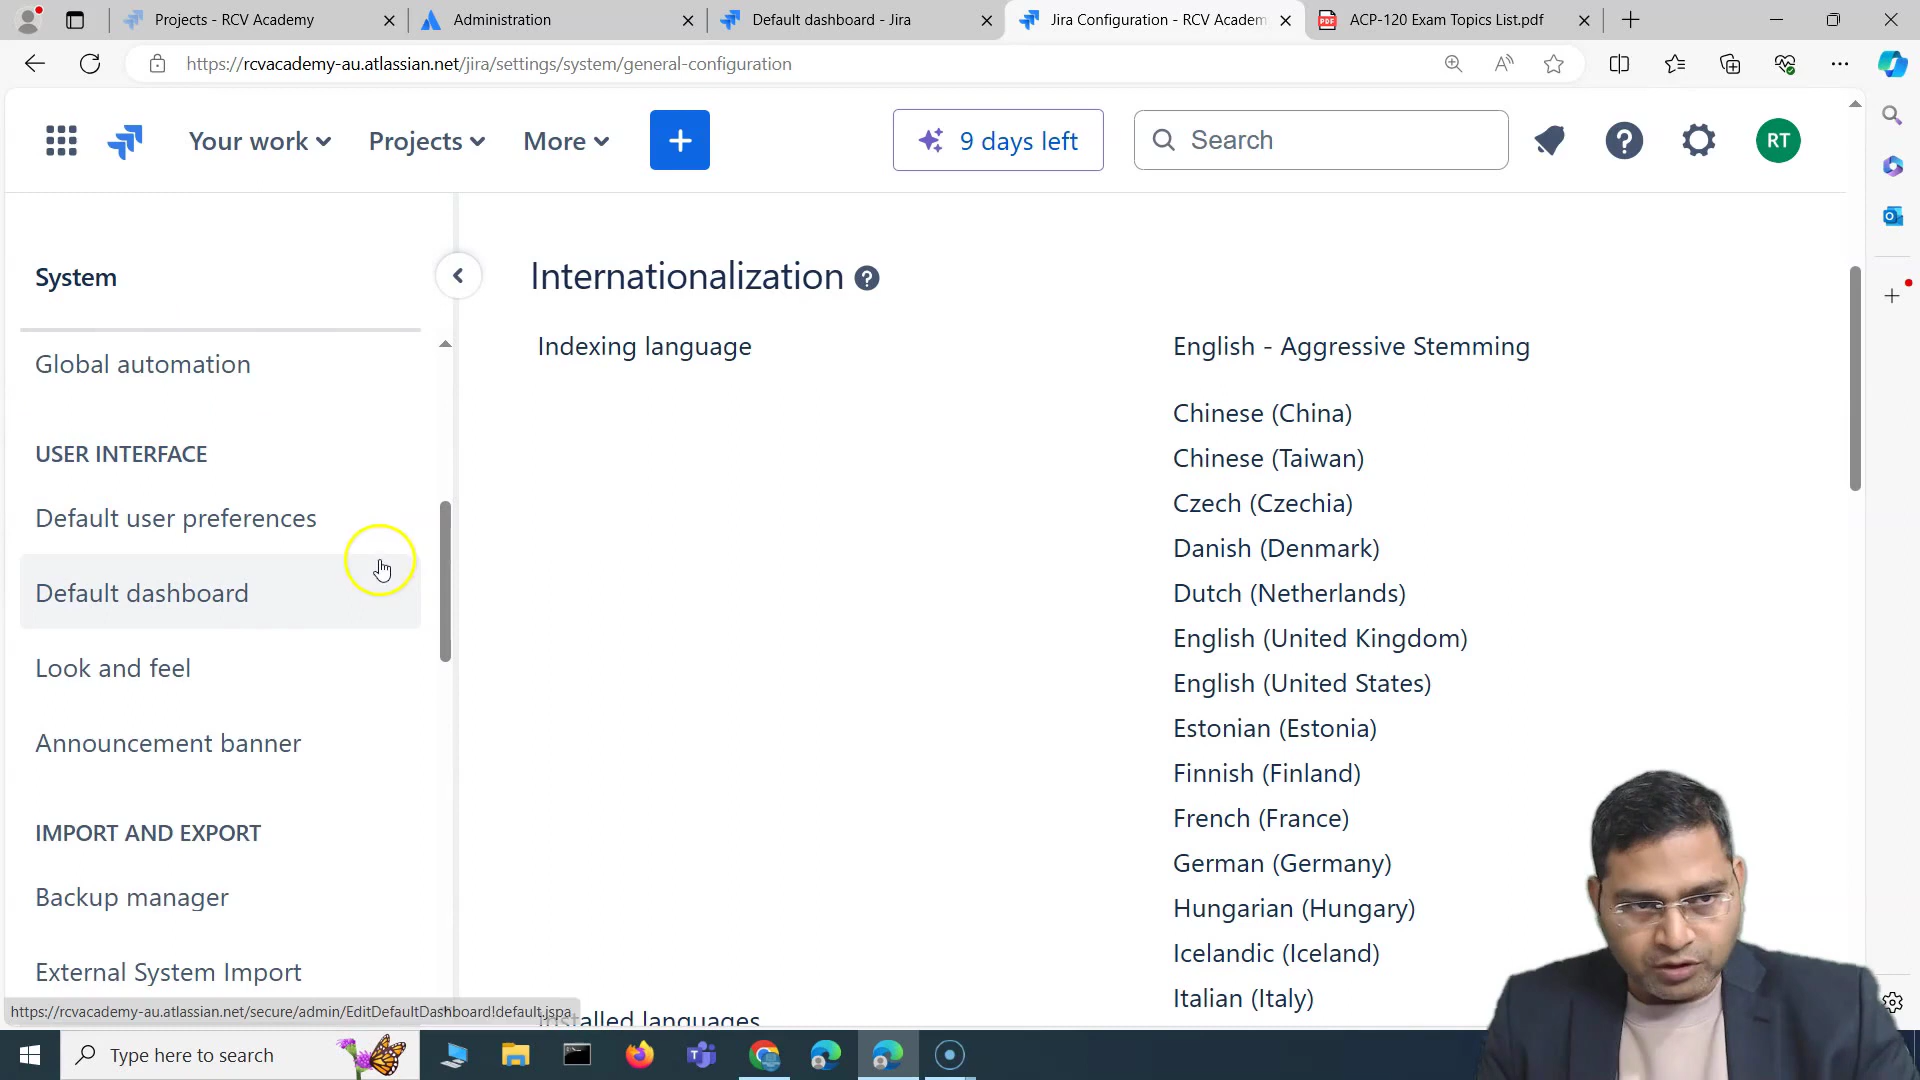 Projects - RCV Academy
Administration
Default dashboard - Jira
Jira Configuration - RCV Academ
ACP-120 Exam Topics List.pdf
https://rcvacademy-au.atlassian.net/jira/settings/system/general-configuration
Your work
Projects
More
9 days left
Search
RT
System
Global automation
USER INTERFACE
Default user preferences
Default dashboard
Look and feel
Announcement banner
IMPORT AND EXPORT
Backup manager
External System Import
Internationalization
Indexing language
English - Aggressive Stemming
Chinese (China)
Chinese (Taiwan)
Czech (Czechia)
Danish (Denmark)
Dutch (Netherlands)
English (United Kingdom)
English (United States)
Estonian (Estonia)
Finnish (Finland)
French (France)
German (Germany)
Hungarian (Hungary)
Icelandic (Iceland)
Italian (Italy)
Installed languages
https://rcvacademy-au.atlassian.net/secure/admin/EditDefaultDashboard!default.jspa
Type here to search